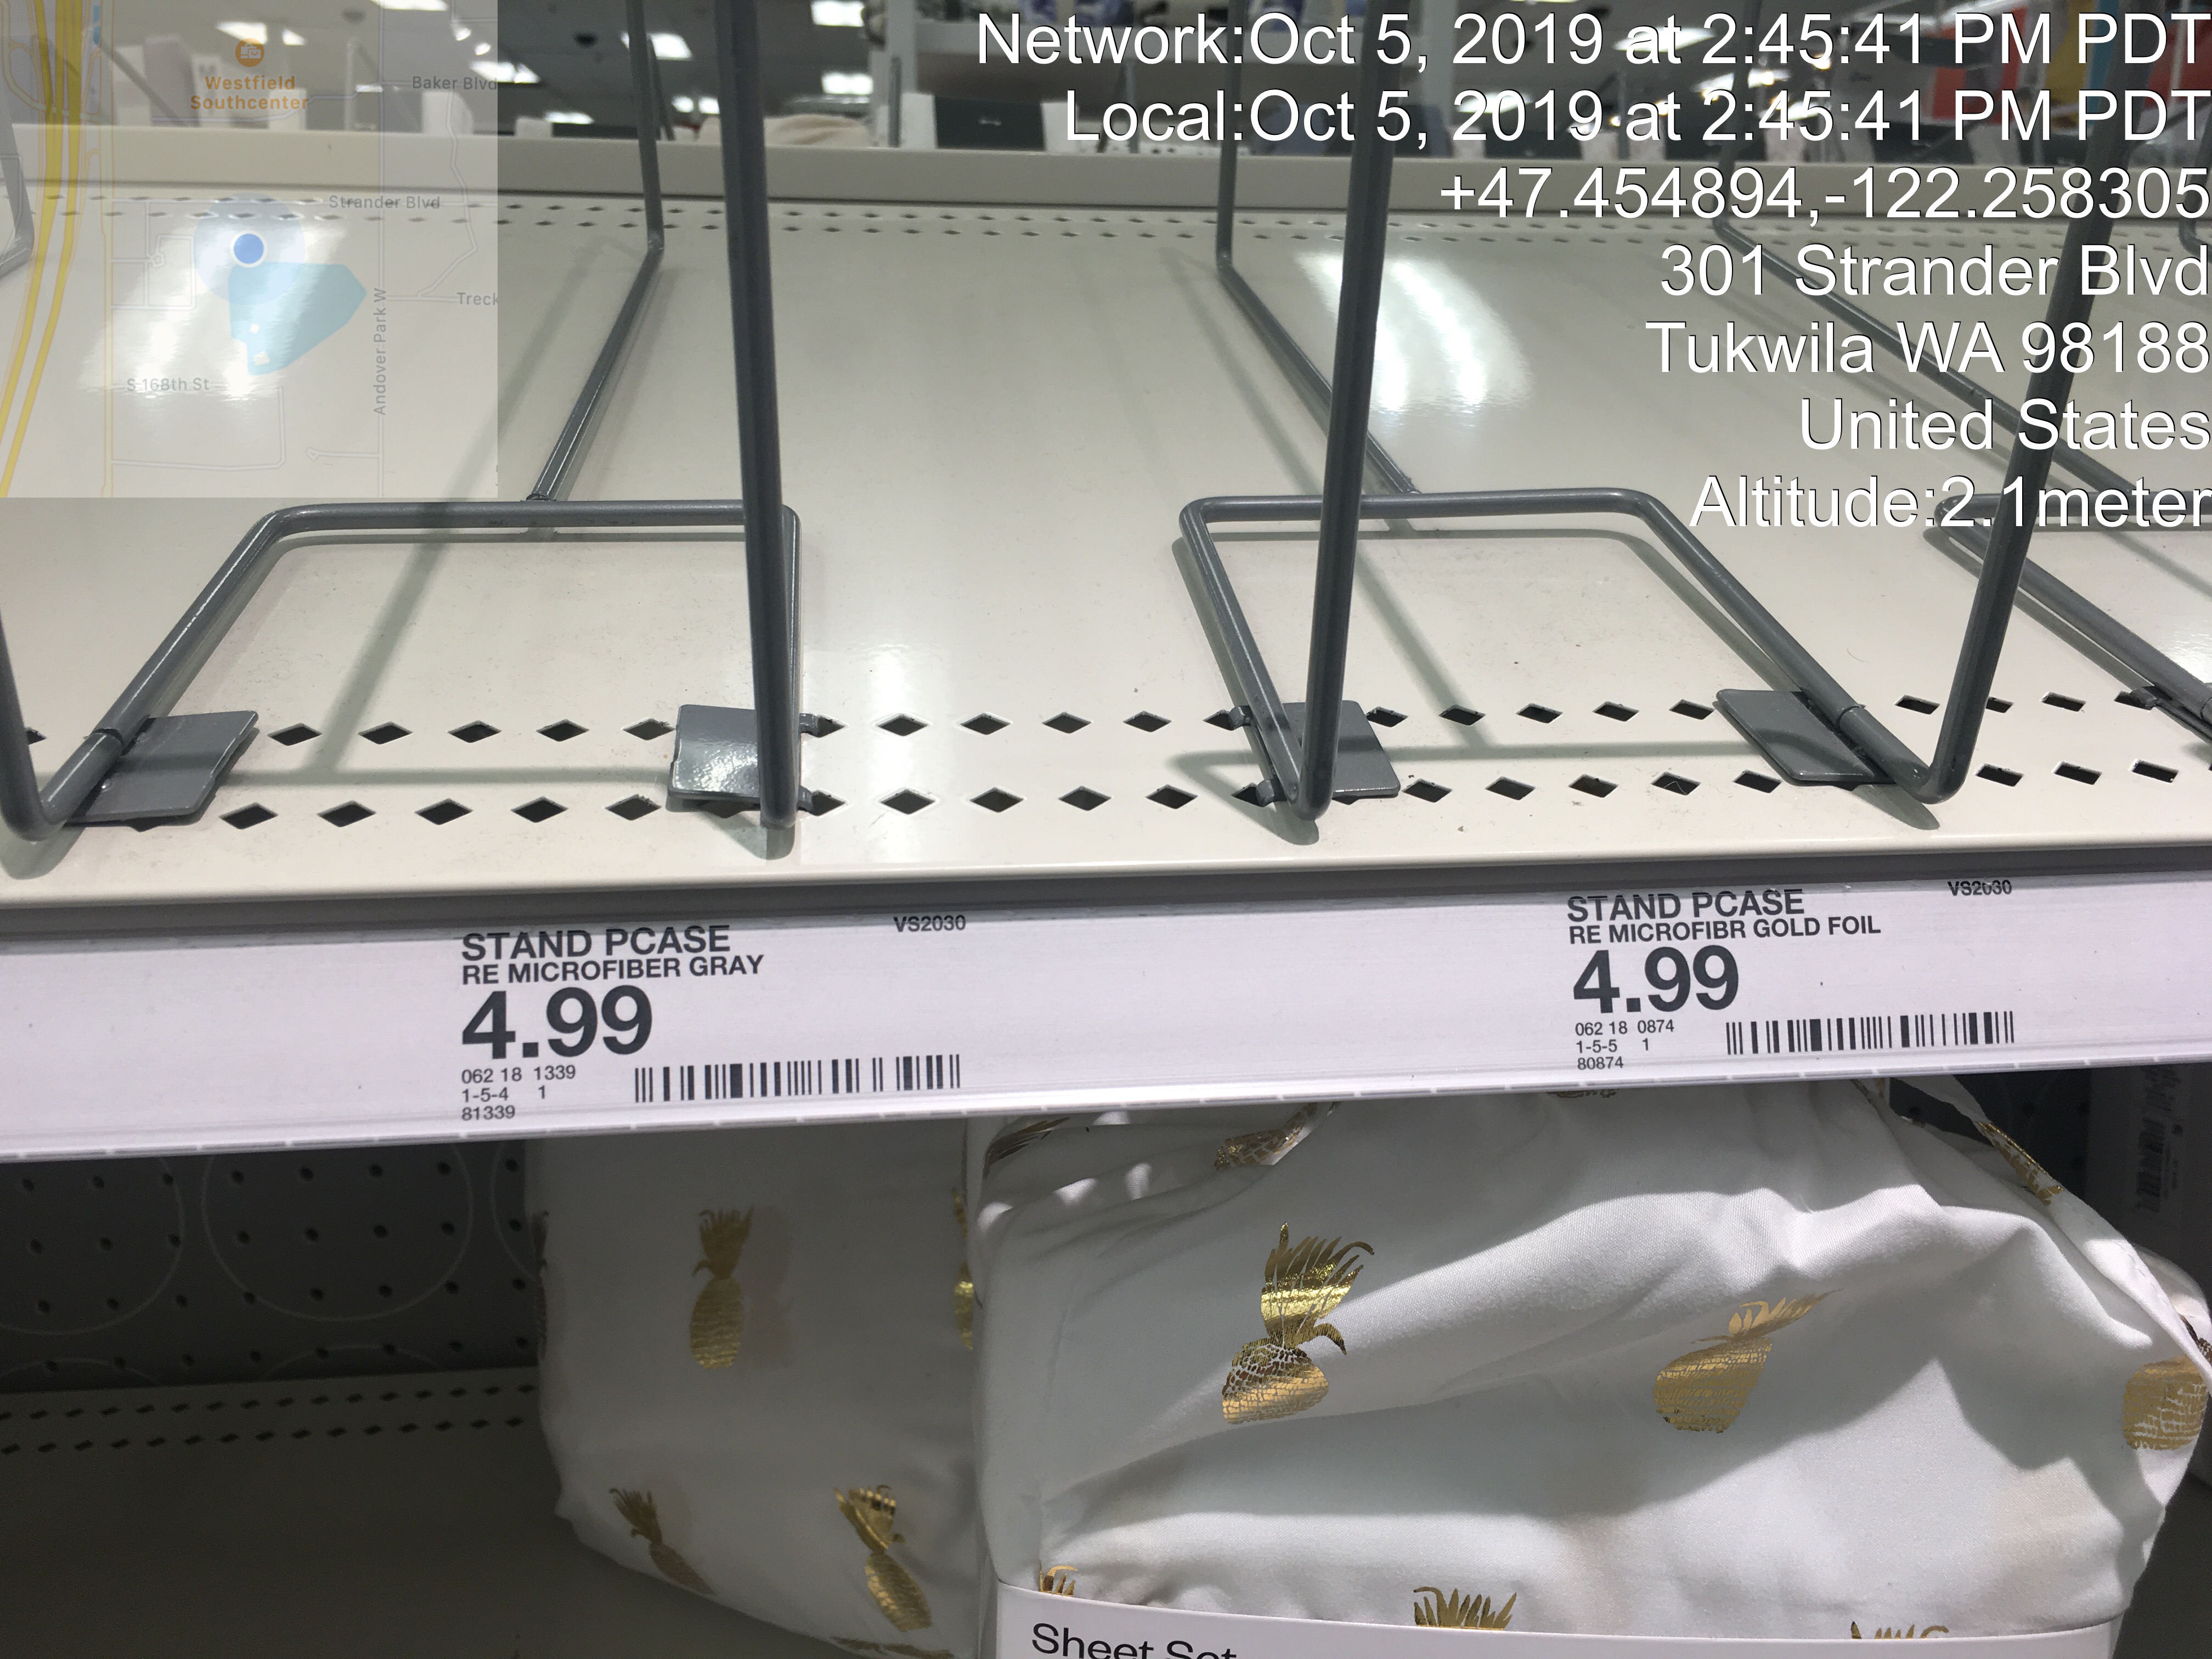 Network:Oct 5, 2019 at 2:45:41 PM PDT
Local:Oct 5, 2019 at 2:45:41 PM PDT
+47.454894,-122.258305
301 Strander Blvd
Tukwila WA 98188
United States
Altitude:2.1meter
Westfield
Southcenter
Baker Blvd
Strander Blvd
Treck
Andover Park W
S 168th St
STAND PCASE
VS2030
RE MICROFIBER GRAY
4.99
062 18 1339
1-5-4 1
81339
STAND PCASE
VS2030
RE MICROFIBR GOLD FOIL
4.99
062 18 0874
1-5-5 1
80874
Sheet Set